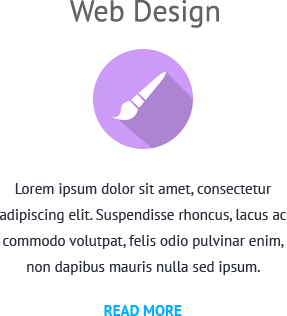 Web Design
Lorem ipsum dolor sit amet, consectetur
adipiscing elit. Suspendisse rhoncus, lacus ac
commodo volutpat, felis odio pulvinar enim,
non dapibus mauris nulla sed ipsum.
READ MORE